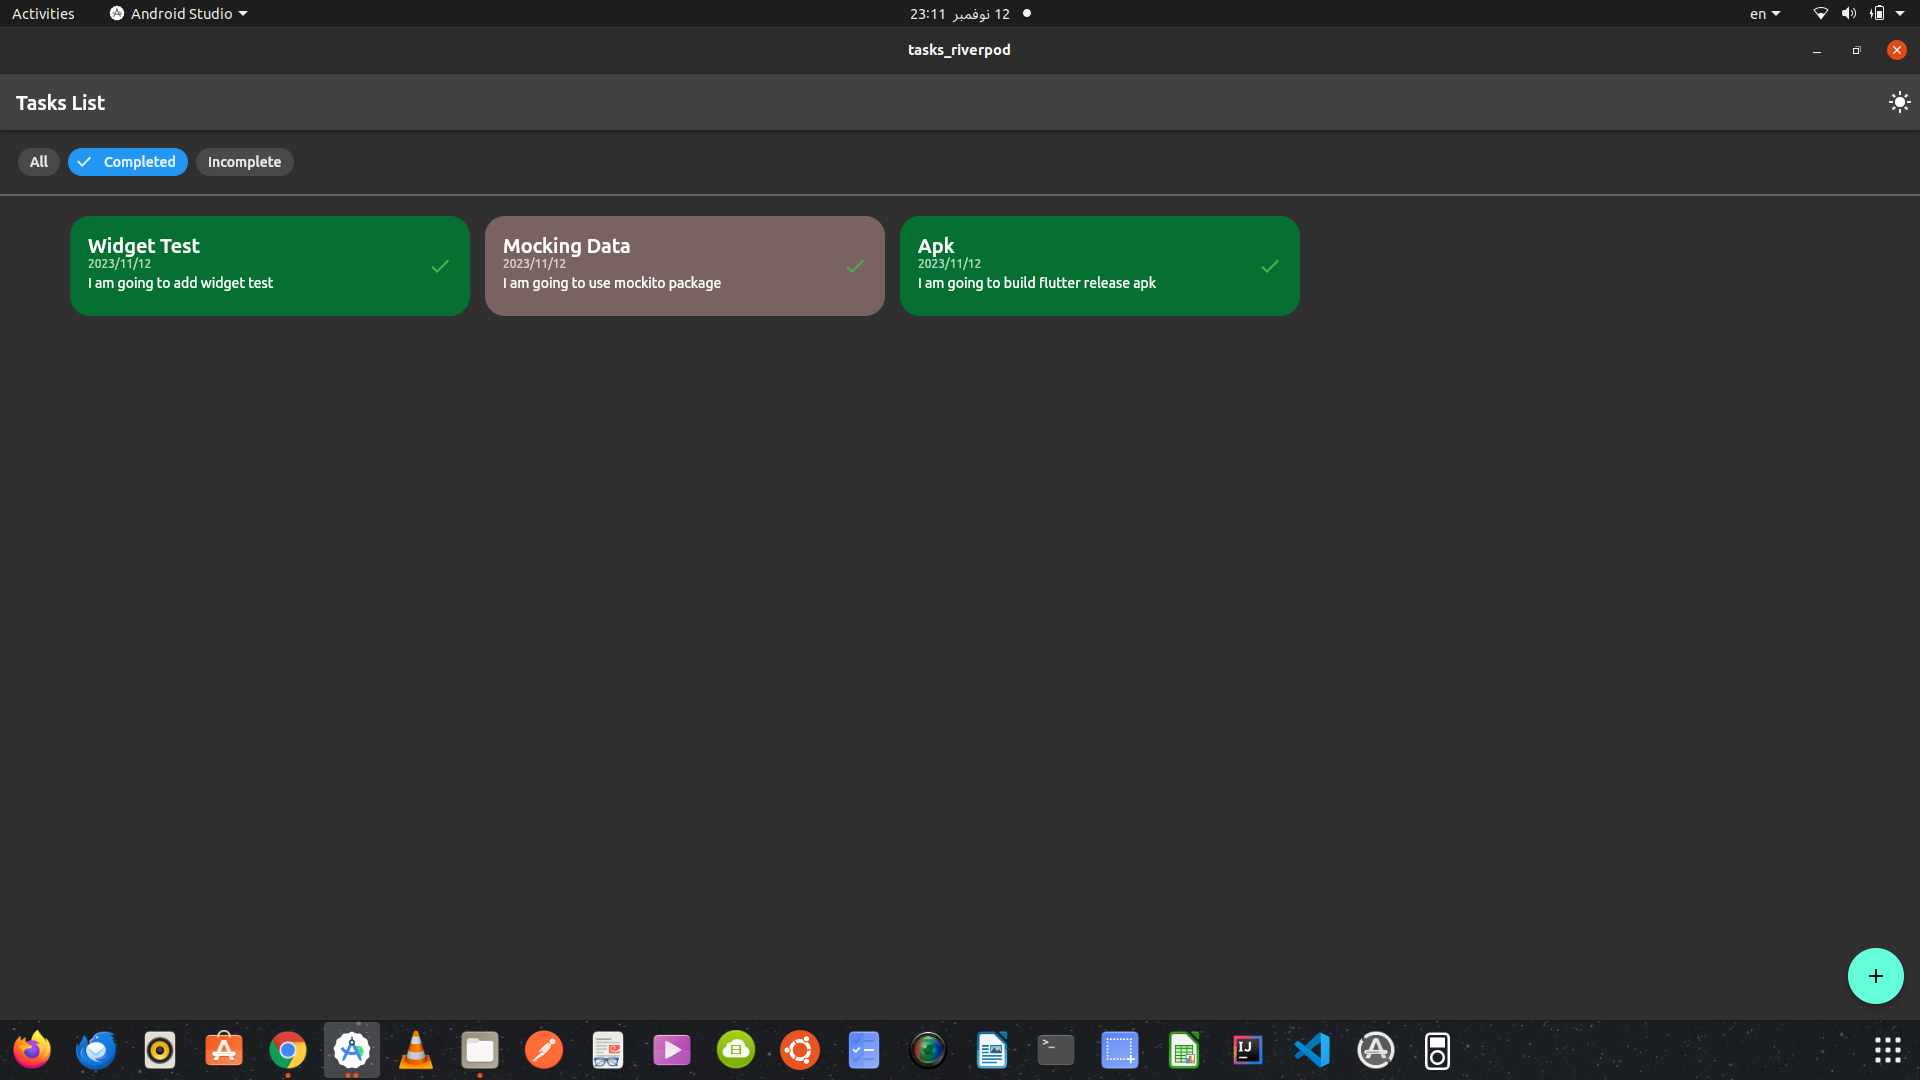 Activities
Android Studio
23:11 نوفمبر 12
en
tasks_riverpod
Tasks List
All
Completed
Incomplete
Widget Test
2023/11/12
I am going to add widget test
Mocking Data
2023/11/12
I am going to use mockito package
Apk
2023/11/12
I am going to build flutter release apk